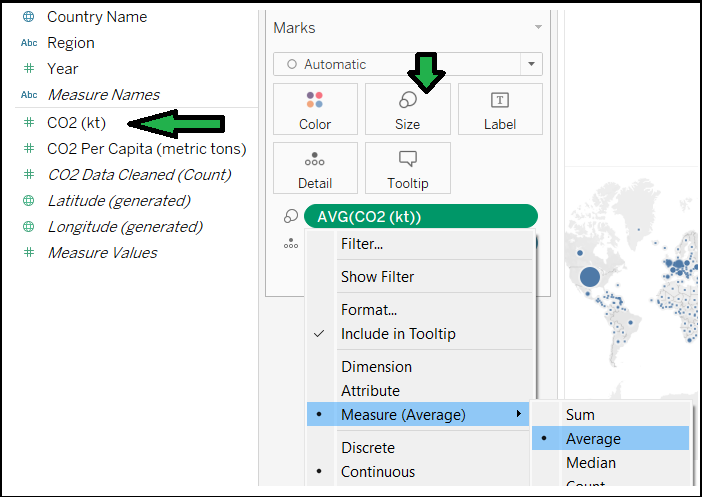 Country Name
Abc Region
Year
Abc Measure Names
CO2 (kt)
CO2 Per Capita (metric tons)
CO2 Data Cleaned (Count)
Latitude (generated)
Longitude (generated)
Measure Values
Marks
Automatic
Color Size Label
Detail Tooltip
AVG(CO2 (kt))
Filter...
Show Filter
Format...
Include in Tooltip
Dimension
Attribute
Measure (Average)
Discrete
Continuous
Sum
Average
Median
Count